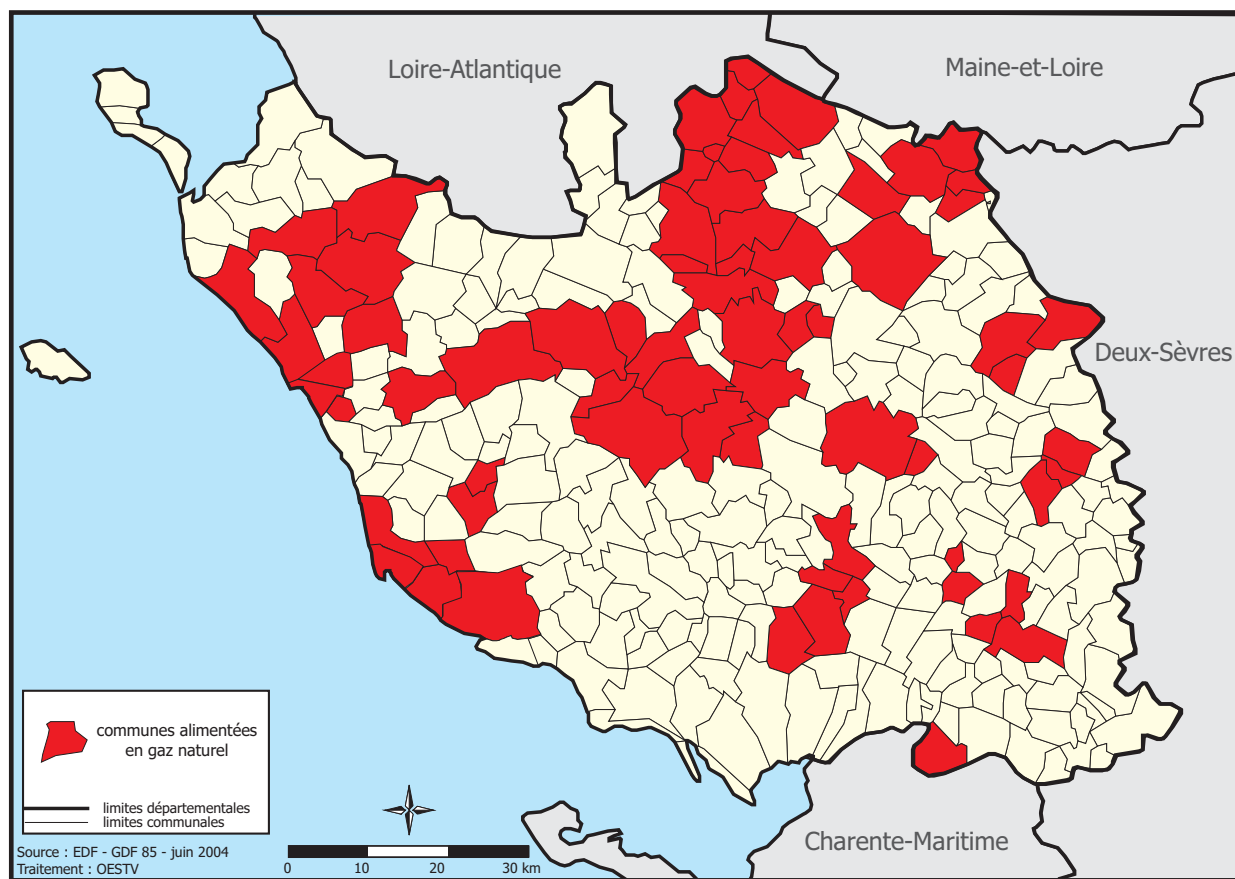 Loire-Atlantique
Maine-et-Loire
Deux-Sèvres
Charente-Maritime
communes alimentées
en gaz naturel
limites départementales
limites communales
Source : EDF - GDF 85 - juin 2004
Traitement : OESTV
0 10 20 30 km